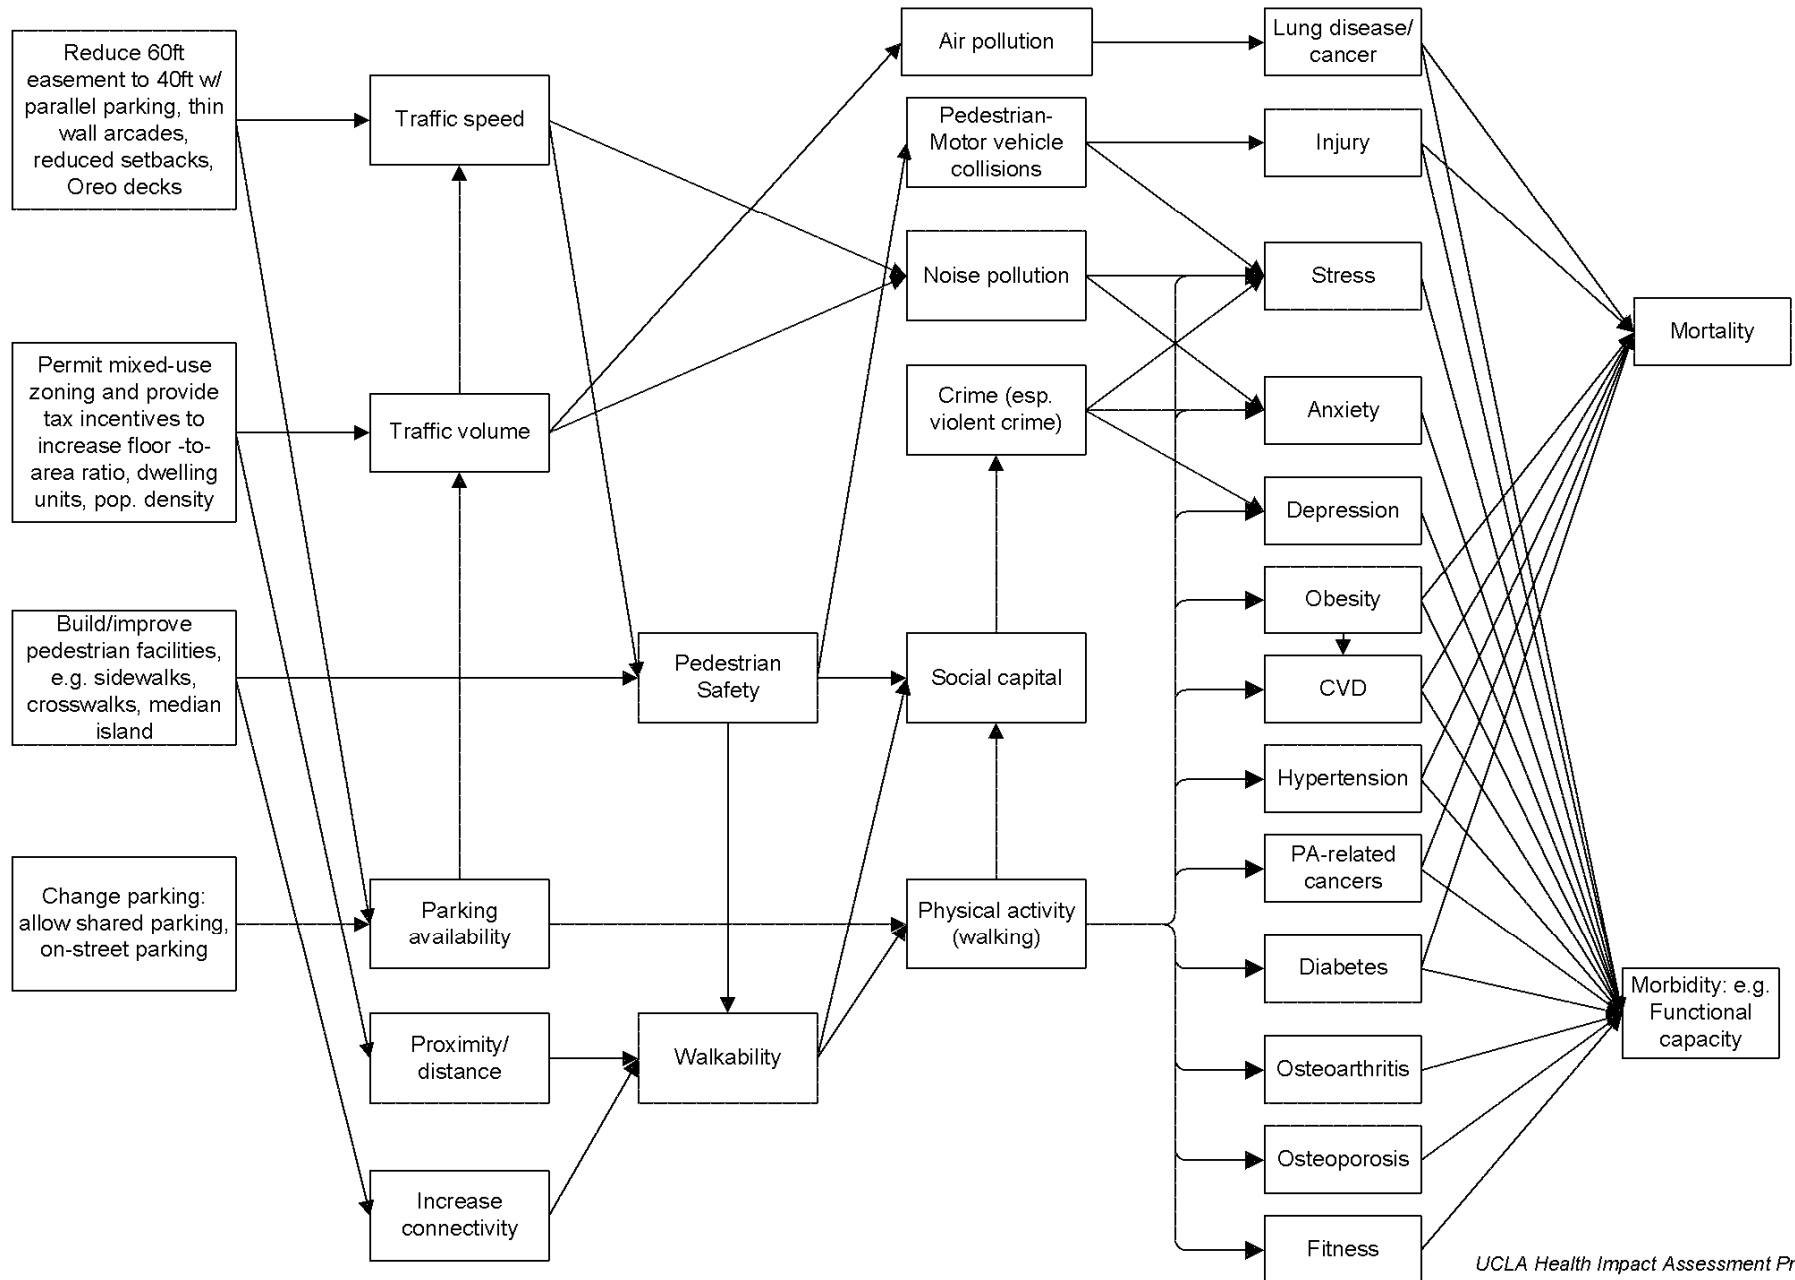 Reduce 60ft
easement to 40ft w/
parallel parking, thin
wall arcades,
reduced setbacks,
Oreo decks
Permit mixed-use
zoning and provide
tax incentives to
increase floor -to-
area ratio, dwelling
units, pop. density
Build/improve
pedestrian facilities,
e.g. sidewalks,
crosswalks, median
island
Change parking:
allow shared parking,
on-street parking
Traffic speed
Traffic volume
Parking
availability
Proximity/
distance
Increase
connectivity
Pedestrian
Safety
Walkability
Air pollution
Pedestrian-
Motor vehicle
collisions
Noise pollution
Crime (esp.
violent crime)
Social capital
Physical activity
(walking)
Lung disease/
cancer
Injury
Stress
Anxiety
Depression
Obesity
CVD
Hypertension
PA-related
cancers
Diabetes
Osteoarthritis
Osteoporosis
Fitness
Mortality
Morbidity: e.g.
Functional
capacity
UCLA Health Impact Assessment Pr